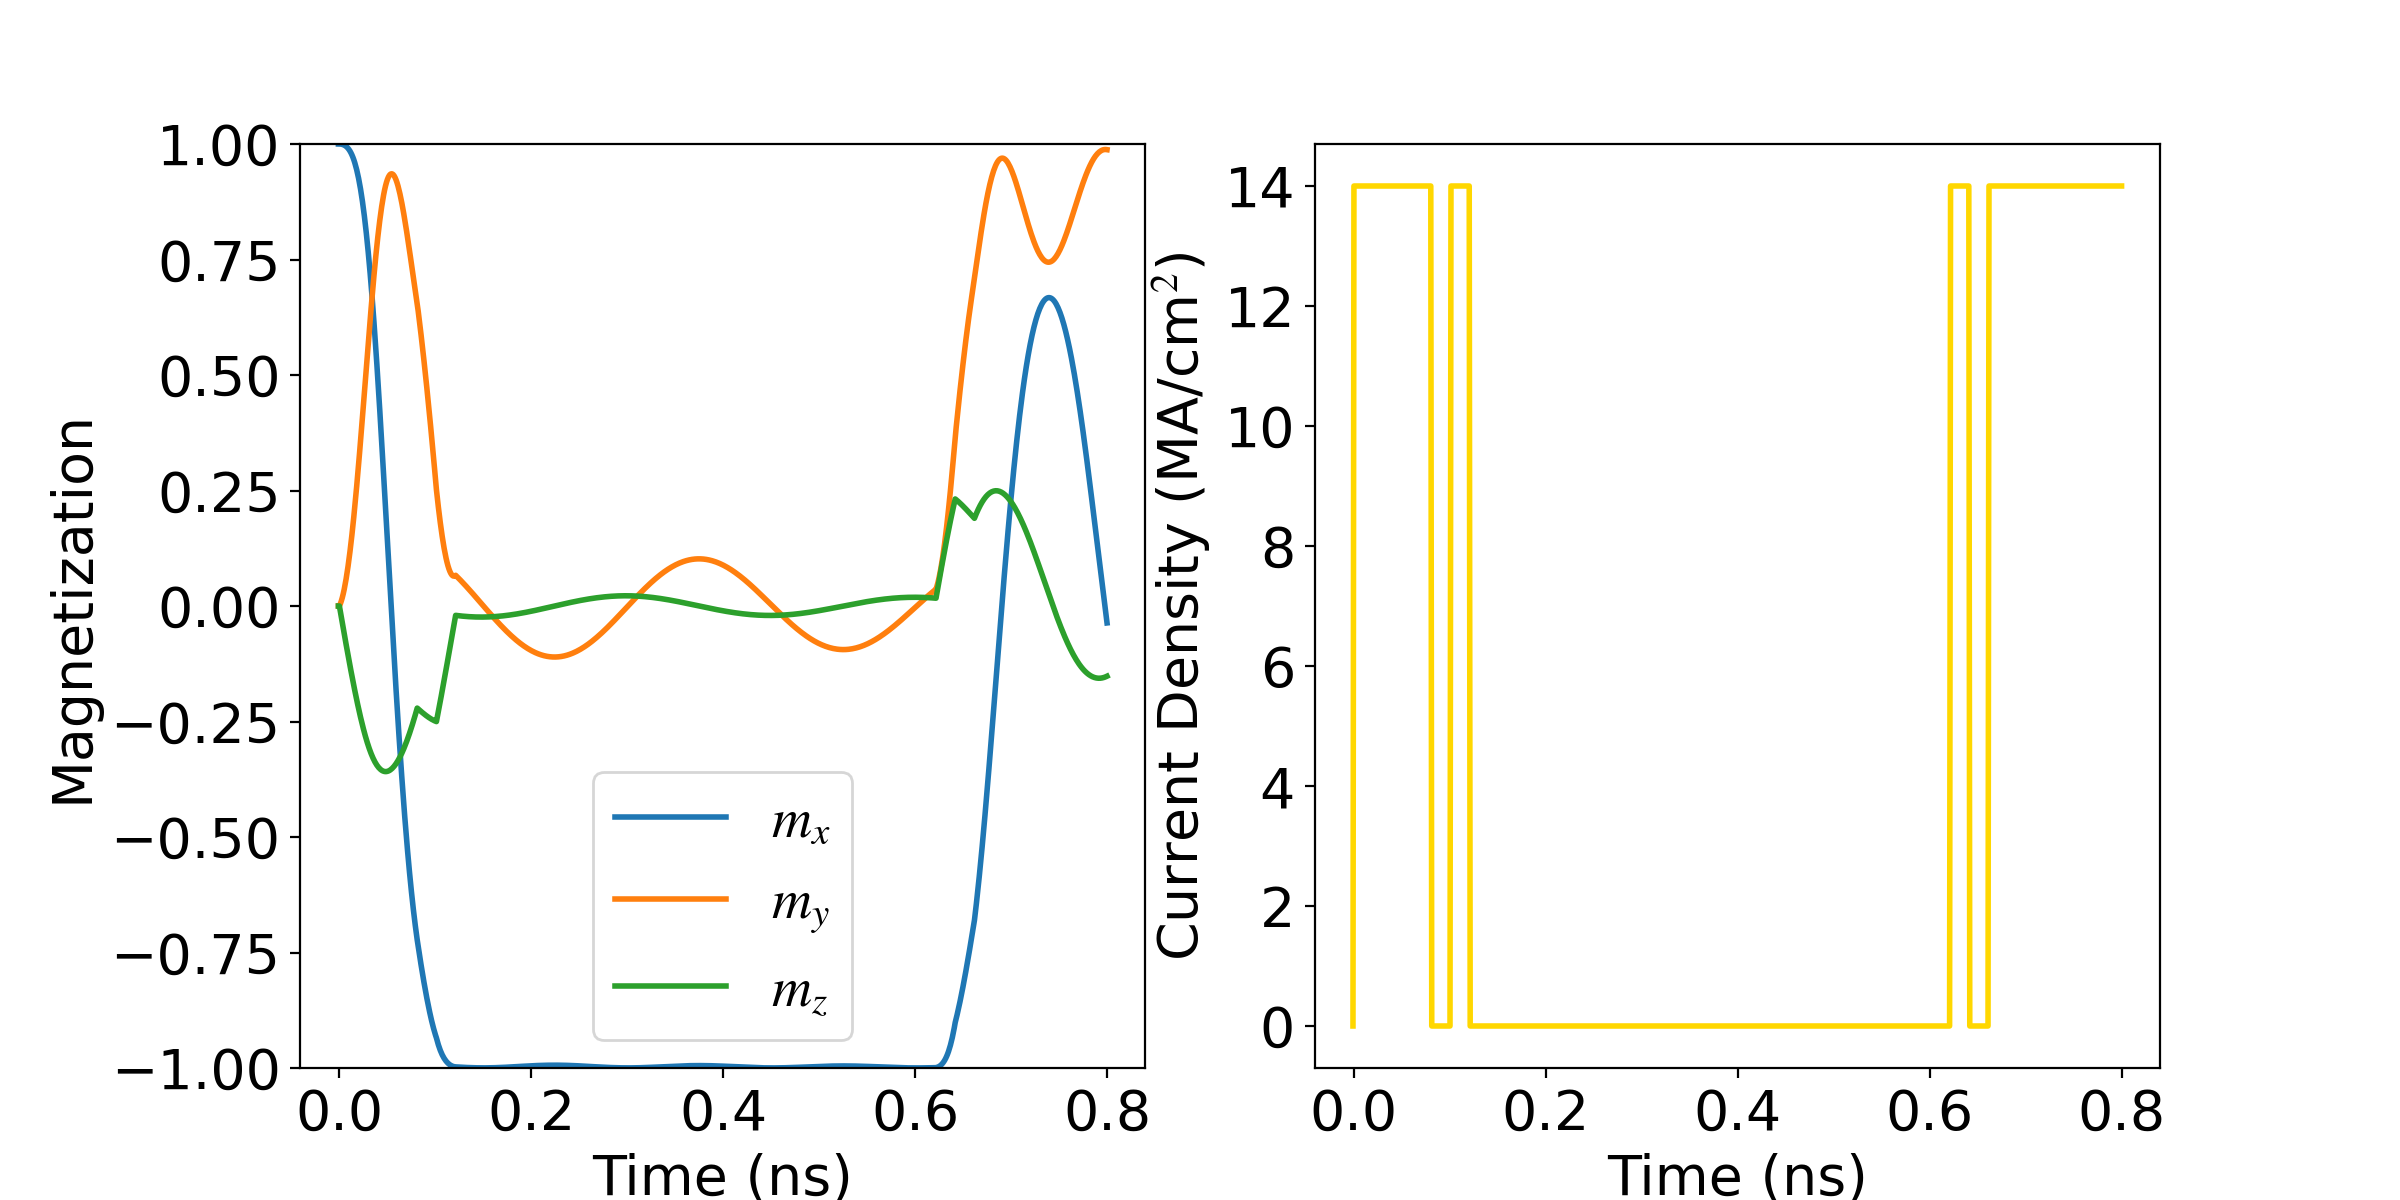 Magnetization
1.00
0.75
0.50
0.25
0.00
−0.25
−0.50
−0.75
−1.00
0.0 0.2 0.4 0.6 0.8
Time (ns)
m_x
m_y
m_z
Current Density (MA/cm²)
14
12
10
8
6
4
2
0
0.0 0.2 0.4 0.6 0.8
Time (ns)